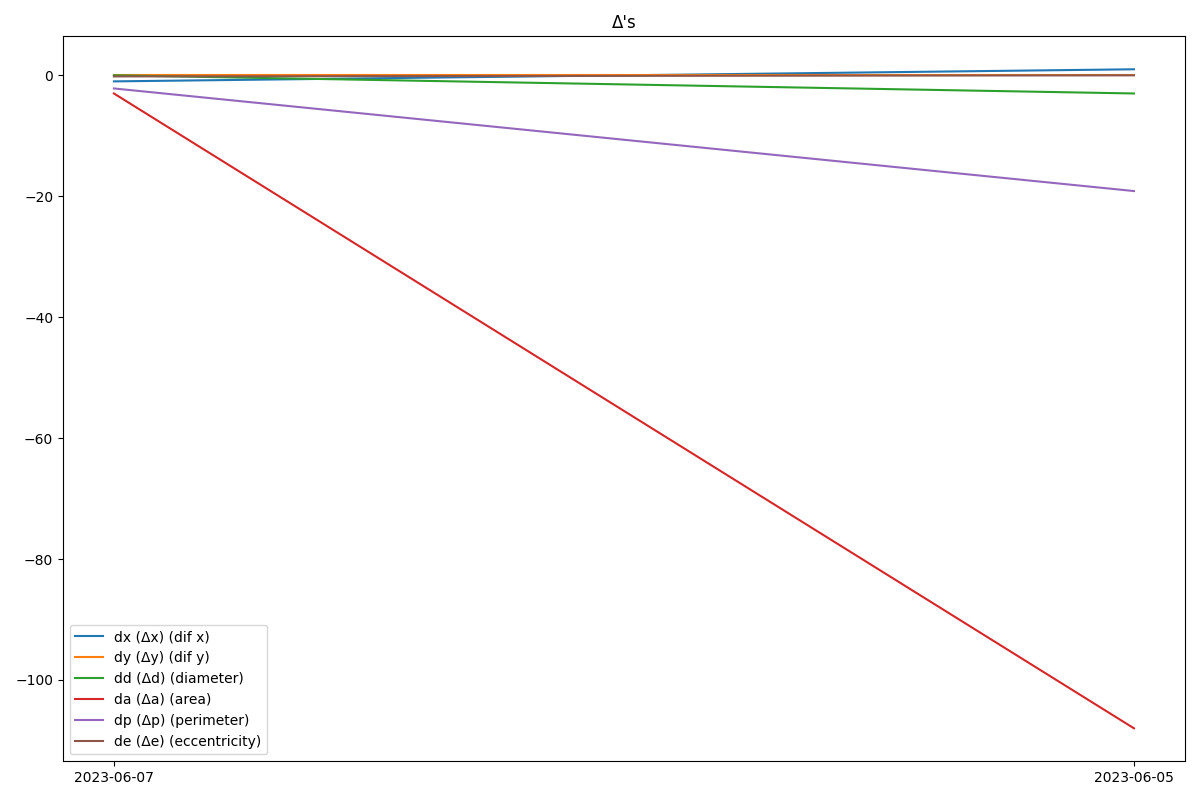 Δ's
0
−20
−40
−60
−80
−100
dx (Δx) (dif x)
dy (Δy) (dif y)
dd (Δd) (diameter)
da (Δa) (area)
dp (Δp) (perimeter)
de (Δe) (eccentricity)
2023-06-07
2023-06-05